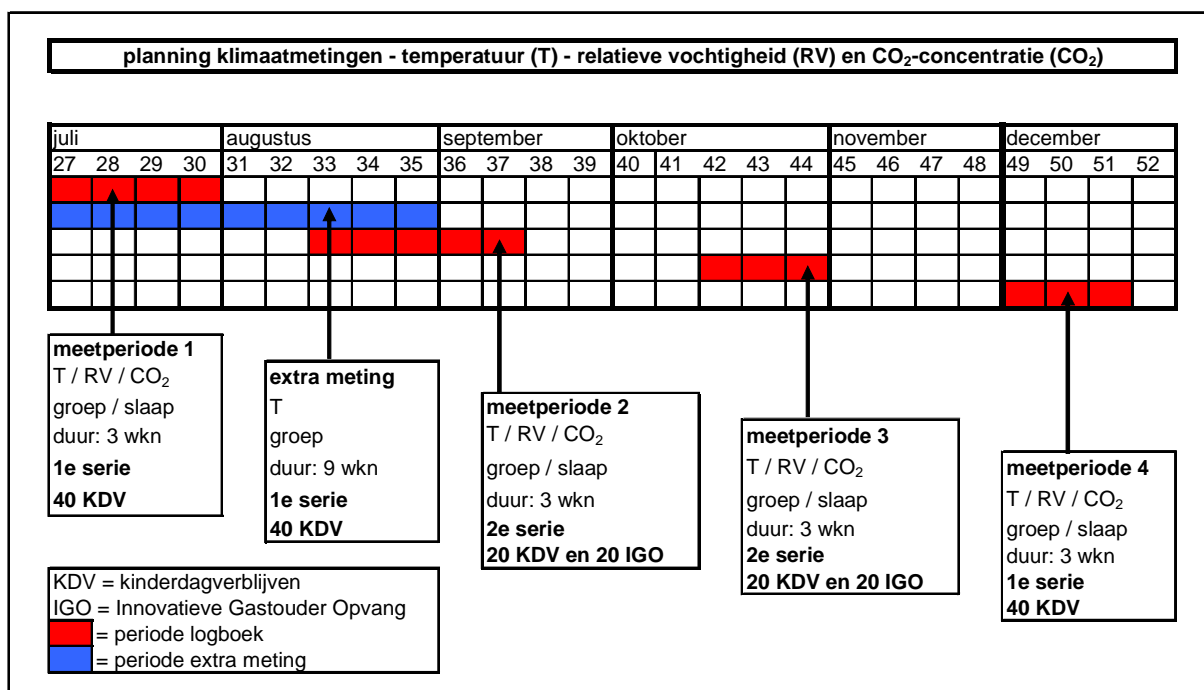 planning klimaatmetingen - temperatuur (T) - relatieve vochtigheid (RV) en CO₂-concentratie (CO₂)
juli augustus september oktober november december
27 28 29 30 31 32 33 34 35 36 37 38 39 40 41 42 43 44 45 46 47 48 49 50 51 52
meetperiode 1
T / RV / CO₂
groep / slaap
duur: 3 wkn
1e serie
40 KDV
extra meting
T
groep
duur: 9 wkn
1e serie
40 KDV
meetperiode 2
T / RV / CO₂
groep / slaap
duur: 3 wkn
2e serie
20 KDV en 20 IGO
meetperiode 3
T / RV / CO₂
groep / slaap
duur: 3 wkn
2e serie
20 KDV en 20 IGO
meetperiode 4
T / RV / CO₂
groep / slaap
duur: 3 wkn
1e serie
40 KDV
KDV = kinderdagverblijven
IGO = Innovatieve Gastouder Opvang
= periode logboek
= periode extra meting